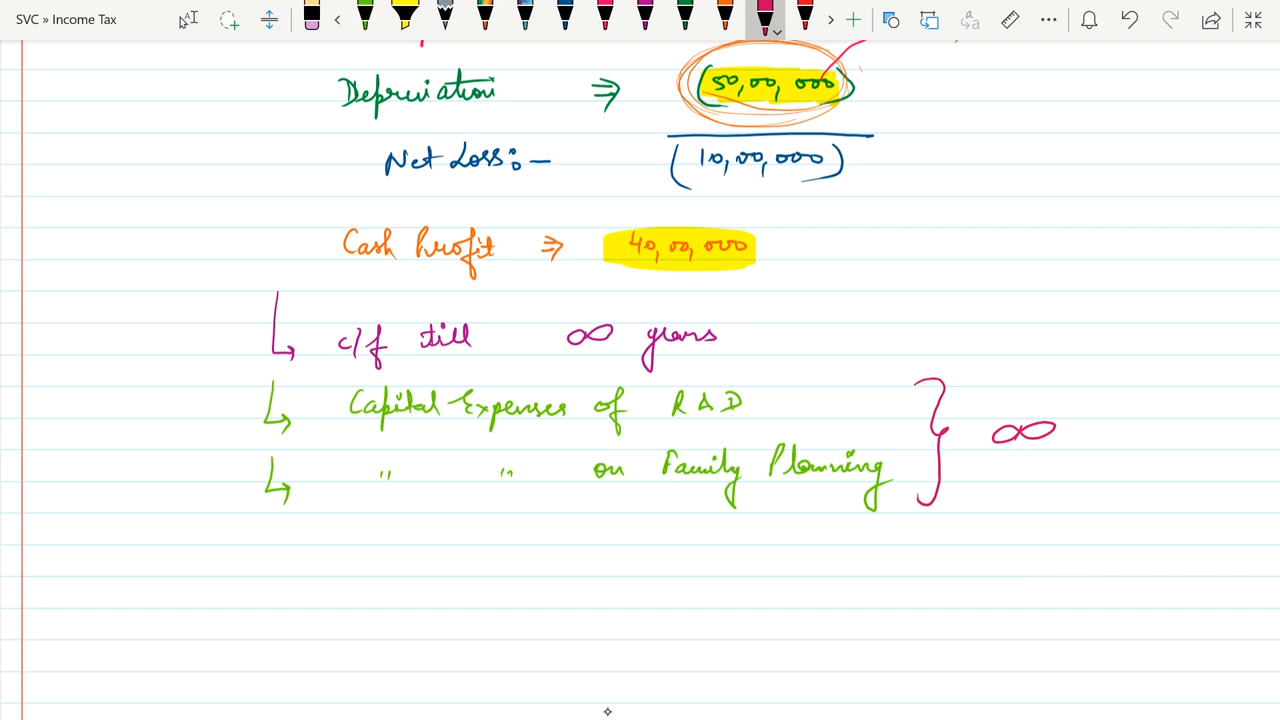 SVC » Income Tax
Depreciation ⇒ (50,00,000)
Net Loss:- (10,00,000)
Cash Profit ⇒ 40,00,000
c/f till ∞ years
Capital Expenses of R & D
" " on Family Planning } ∞